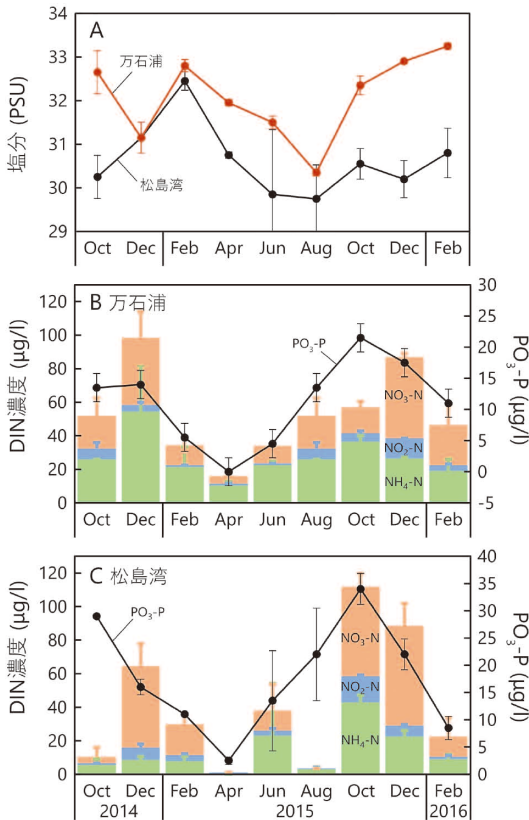 A
34
33
32
31
30
29
塩分 (PSU)
万石浦
松島湾
Oct Dec Feb Apr Jun Aug Oct Dec Feb
B 万石浦
120
100
80
60
40
20
0
DIN濃度 (μg/l)
30
25
20
15
10
5
0
-5
PO₃-P (μg/l)
PO₃-P
NO₃-N
NO₂-N
NH₄-N
Oct Dec Feb Apr Jun Aug Oct Dec Feb
C 松島湾
120
100
80
60
40
20
0
DIN濃度 (μg/l)
40
35
30
25
20
15
10
5
0
PO₃-P (μg/l)
PO₃-P
NO₃-N
NO₂-N
NH₄-N
Oct Dec Feb Apr Jun Aug Oct Dec Feb
2014 2015 2016